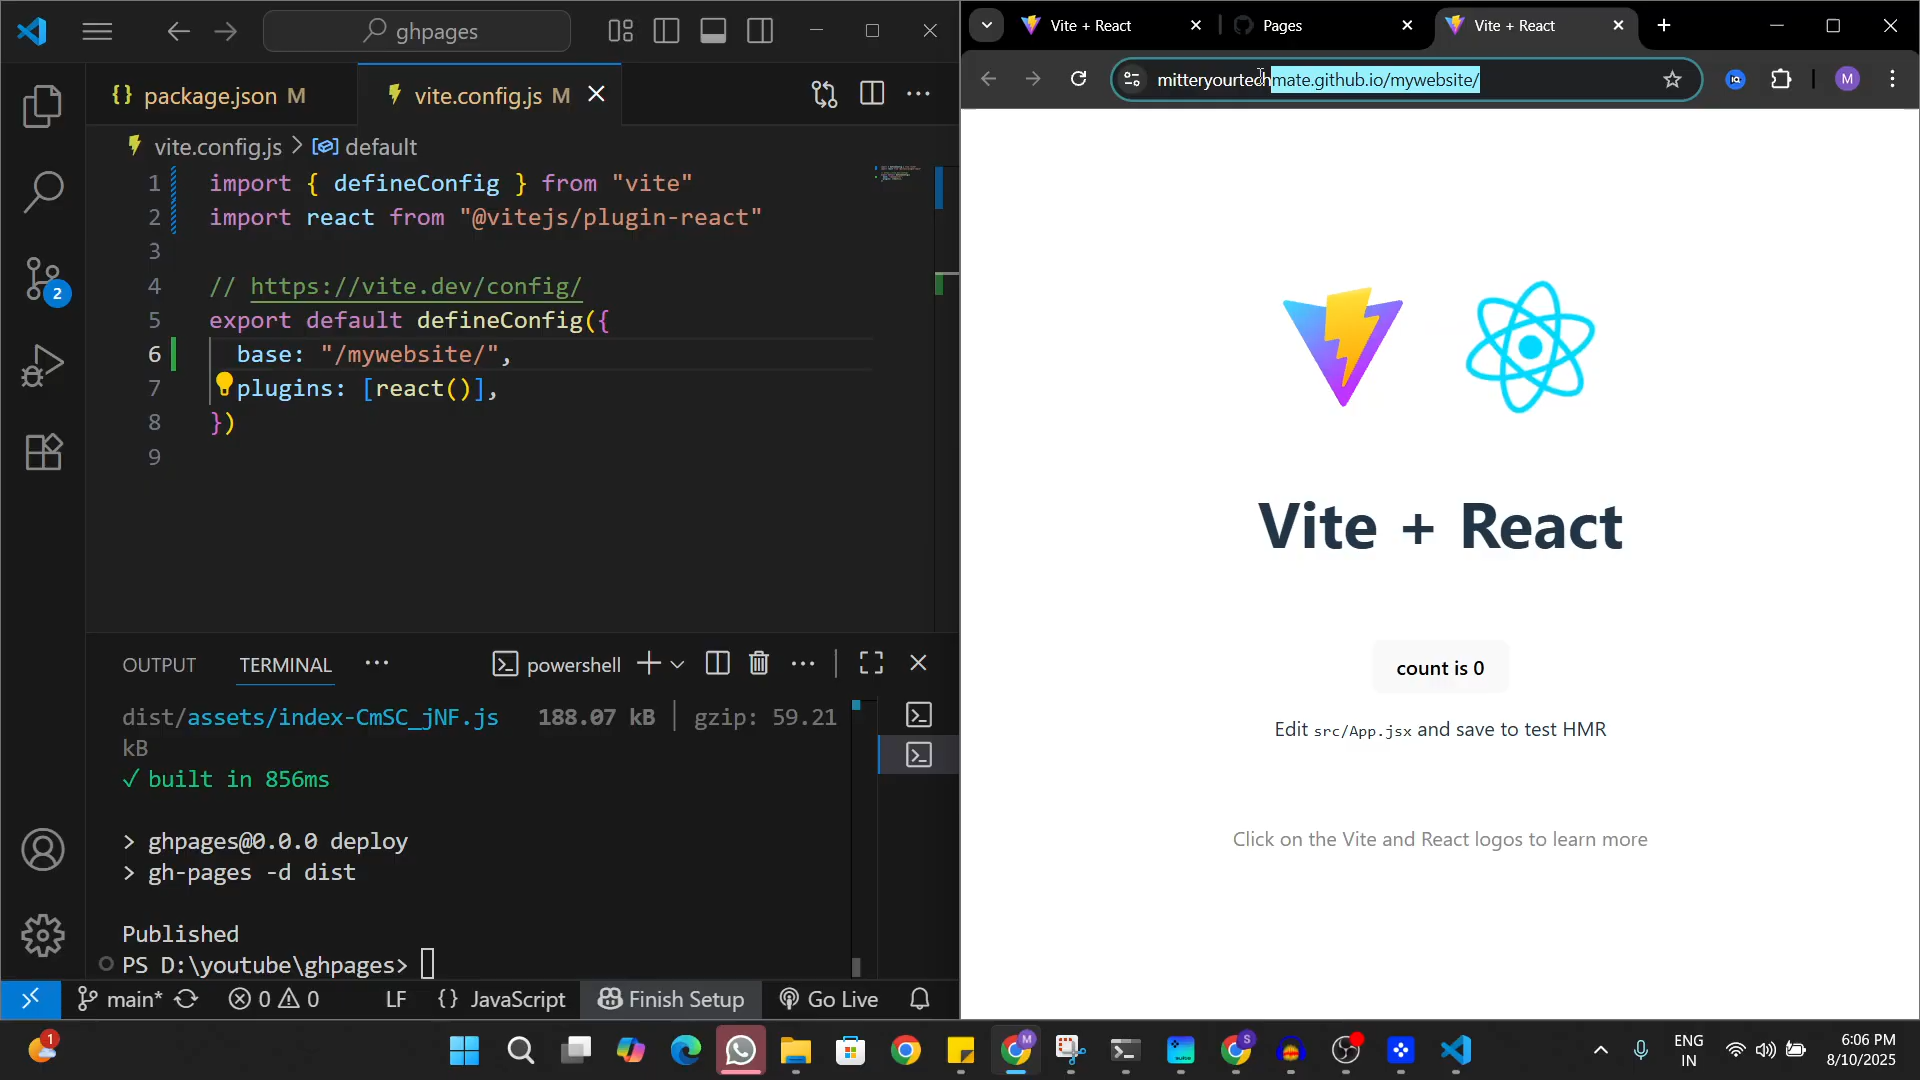 ghpages
{} package.json M
vite.config.js M
vite.config.js > default
1 import { defineConfig } from "vite"
2 import react from "@vitejs/plugin-react"
3
4 // https://vite.dev/config/
5 export default defineConfig({
6 base: "/mywebsite/",
7 plugins: [react()],
8 })
9
OUTPUT TERMINAL ··· powershell
dist/assets/index-CmSC_jNF.js 188.07 kB │ gzip: 59.21
kB
✓ built in 856ms
> ghpages@0.0.0 deploy
> gh-pages -d dist
Published
PS D:\youtube\ghpages>
2
main* 0 0 LF {} JavaScript Finish Setup Go Live
Vite + React
Pages
Vite + React
mitteryourtechmate.github.io/mywebsite/
M
Vite + React
count is 0
Edit src/App.jsx and save to test HMR
Click on the Vite and React logos to learn more
1
M
S
ENG
IN
6:06 PM
8/10/2025